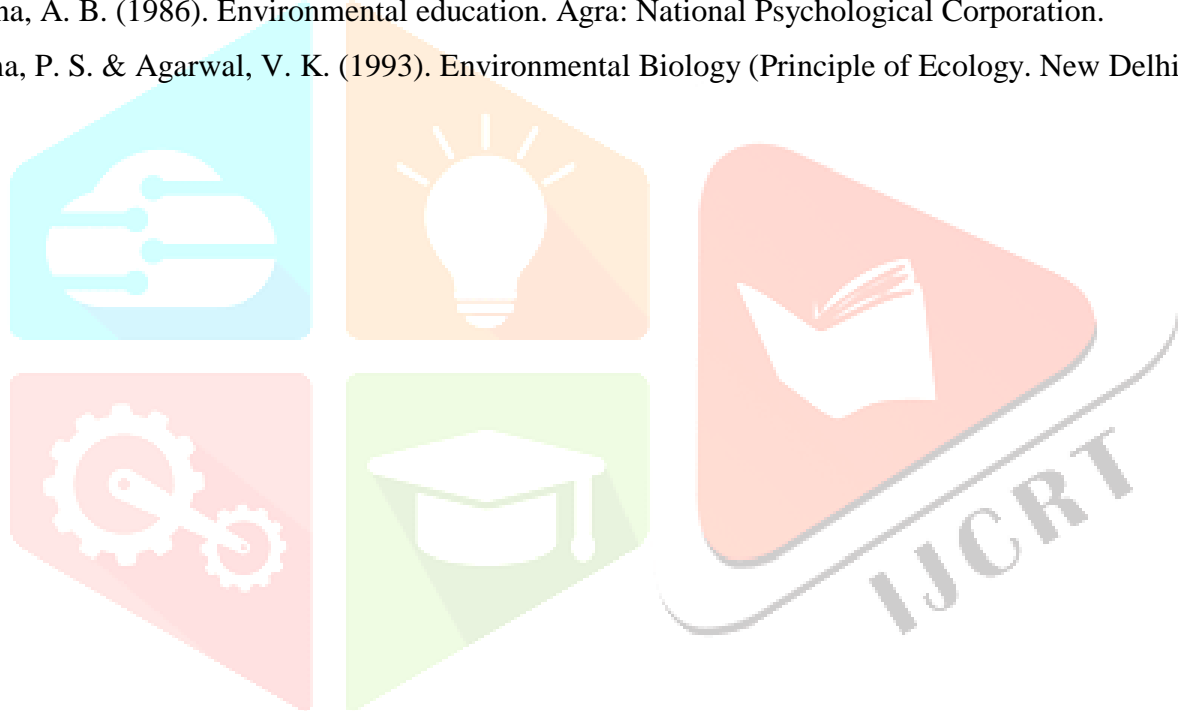 na, A. B. (1986). Environmental education. Agra: National Psychological Corporation.
na, P. S. & Agarwal, V. K. (1993). Environmental Biology (Principle of Ecology. New Delhi
IJCRT